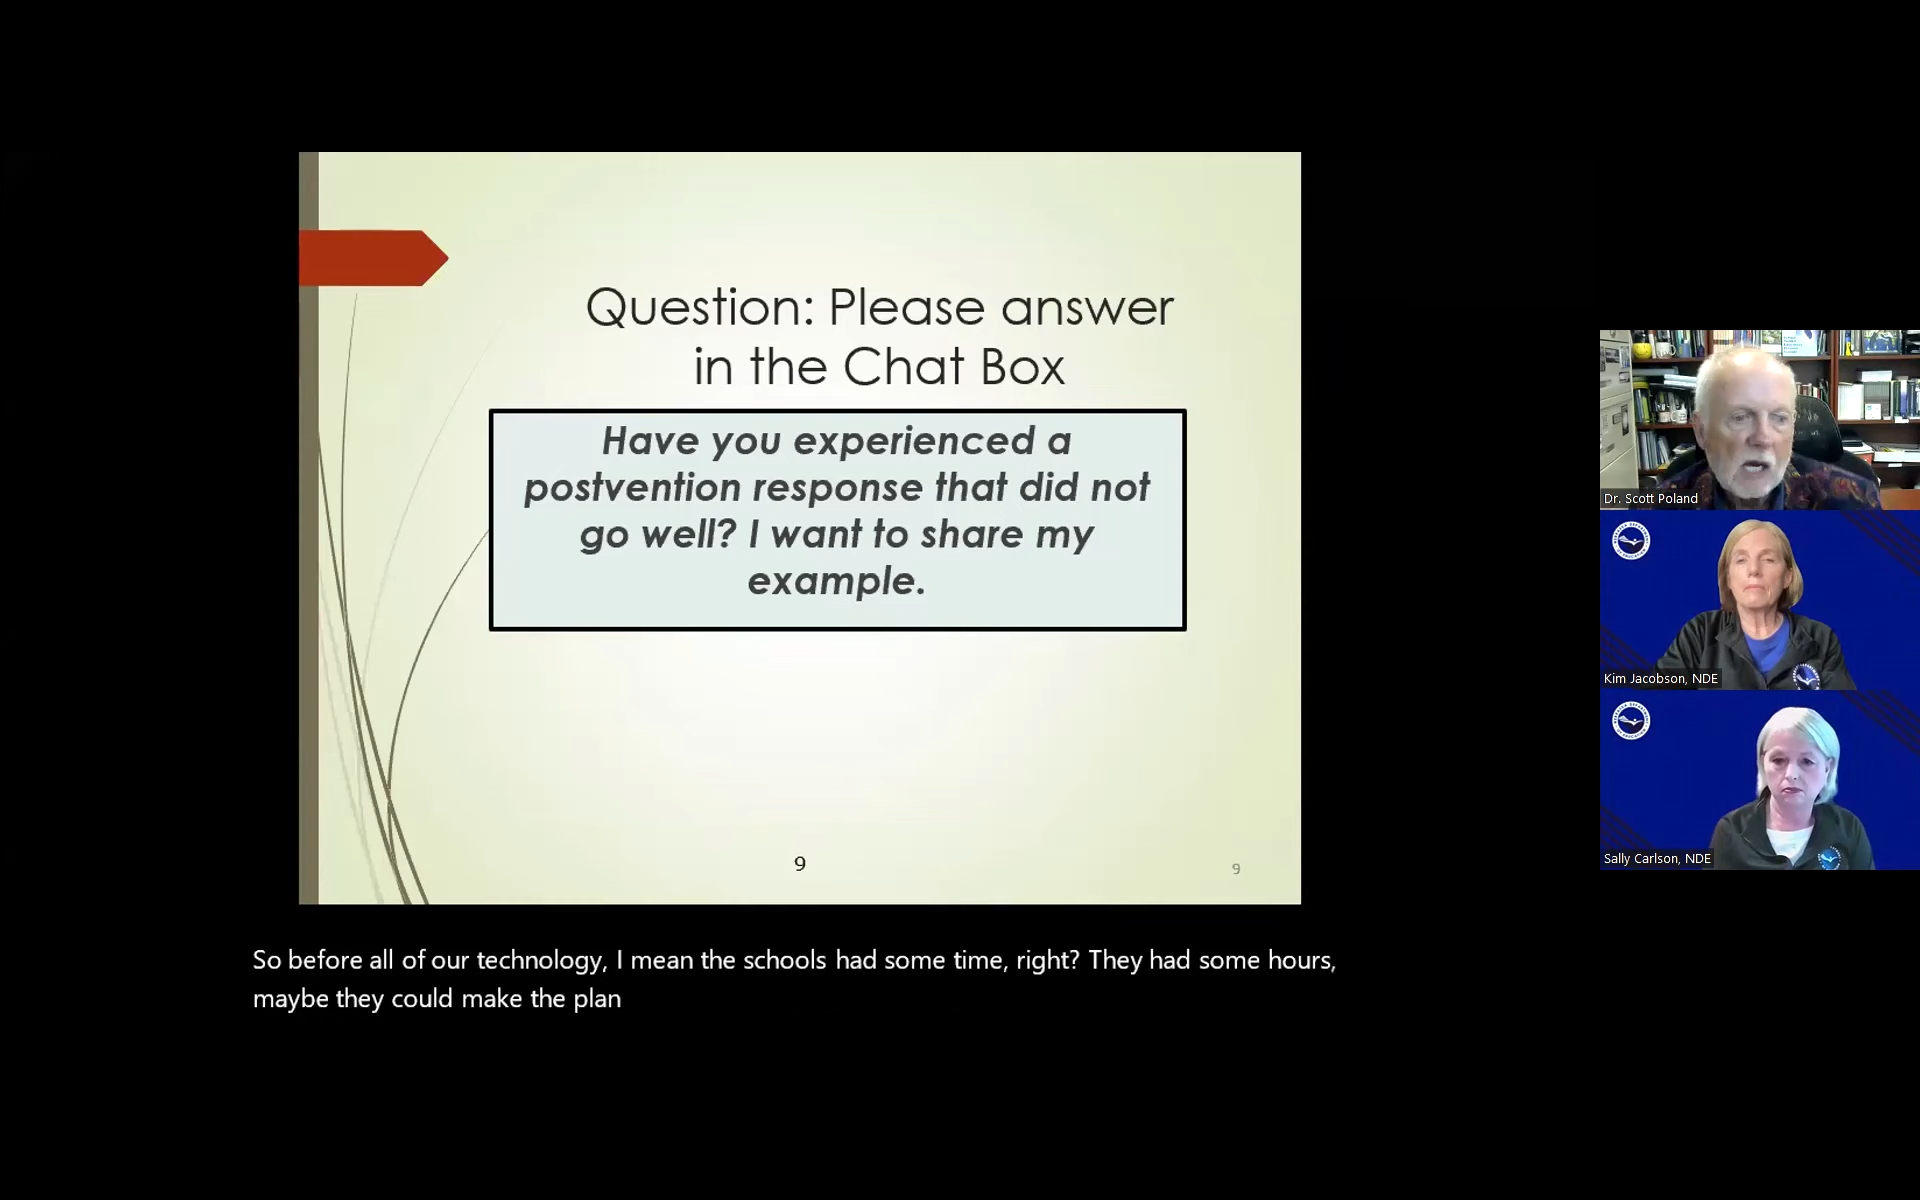 Question: Please answer
in the Chat Box
Have you experienced a
postvention response that did not
go well? I want to share my
example.
9
9
Dr. Scott Poland
Kim Jacobson, NDE
Sally Carlson, NDE
So before all of our technology, I mean the schools had some time, right? They had some hours,
maybe they could make the plan